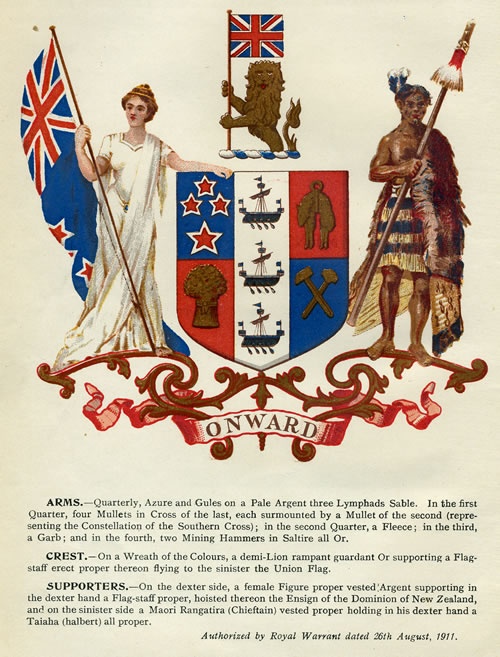 ONWARD
ARMS.—Quarterly, Azure and Gules on a Pale Argent three Lymphads Sable. In the first
Quarter, four Mullets in Cross of the last, each surmounted by a Mullet of the second (repre-
senting the Constellation of the Southern Cross); in the second Quarter, a Fleece; in the third,
a Garb; and in the fourth, two Mining Hammers in Saltire all Or.
CREST.—On a Wreath of the Colours, a demi-Lion rampant guardant Or supporting a Flag-
staff erect proper thereon flying to the sinister the Union Flag.
SUPPORTERS.—On the dexter side, a female Figure proper vested Argent supporting in
the dexter hand a Flag-staff proper, hoisted thereon the Ensign of the Dominion of New Zealand,
and on the sinister side a Maori Rangatira (Chieftain) vested proper holding in his dexter hand a
Taiaha (halbert) all proper.
Authorized by Royal Warrant dated 26th August, 1911.